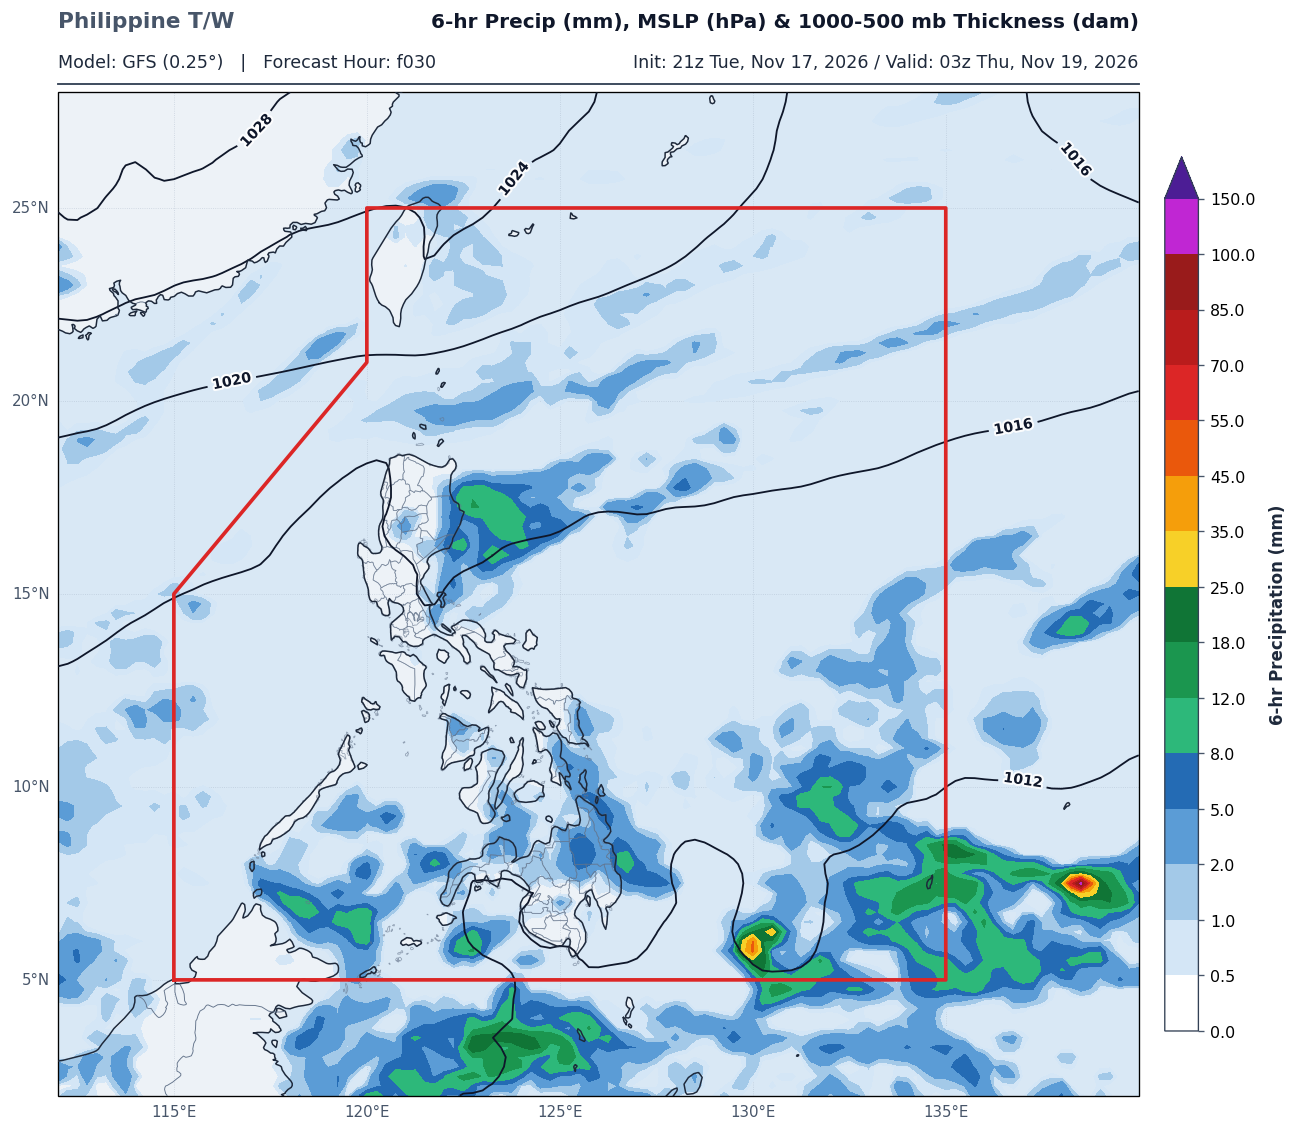 Philippine T/W
6-hr Precip (mm), MSLP (hPa) & 1000-500 mb Thickness (dam)
Model: GFS (0.25°) | Forecast Hour: f030
Init: 21z Tue, Nov 17, 2026 / Valid: 03z Thu, Nov 19, 2026
1028
1024
1016
1020
1016
1012
25°N
20°N
15°N
10°N
5°N
115°E
120°E
125°E
130°E
135°E
150.0
100.0
85.0
70.0
55.0
45.0
35.0
25.0
18.0
12.0
8.0
5.0
2.0
1.0
0.5
0.0
6-hr Precipitation (mm)